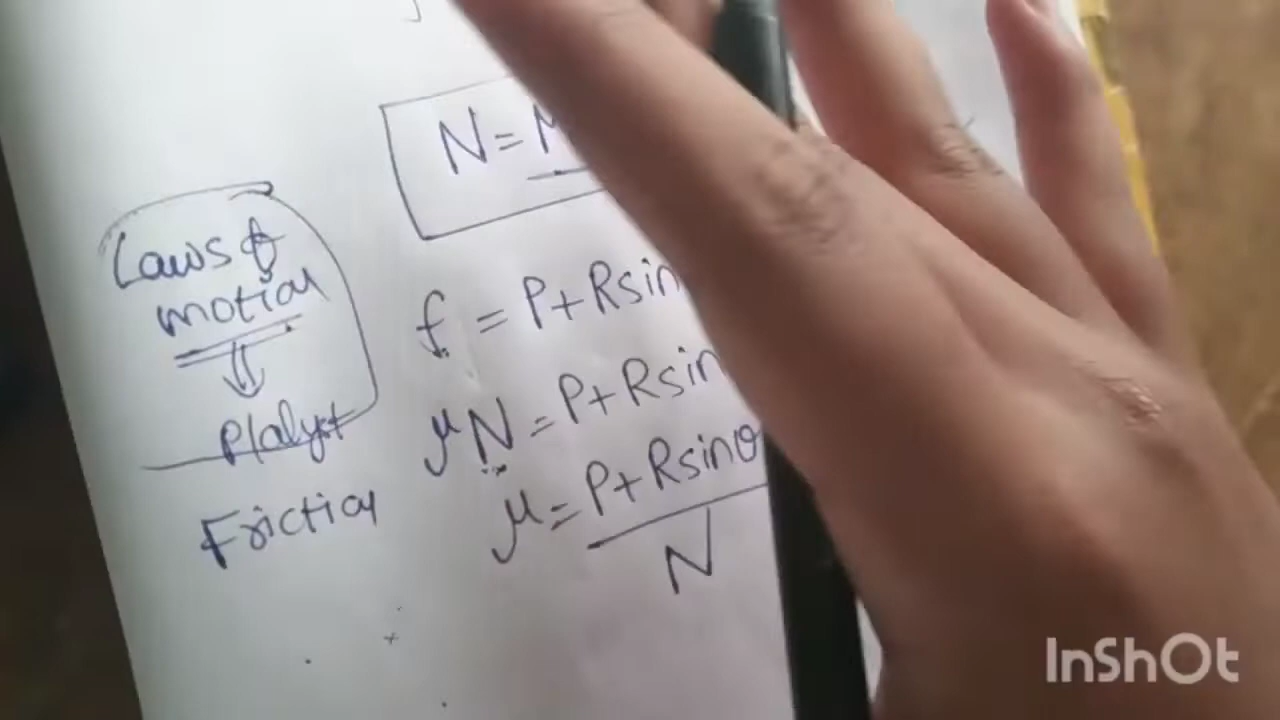 N = M
Laws of
motion
⇓
Playlist
Friction
f = P+Rsin
μN = P+Rsin
μ = P+Rsinθ
N
InShOt